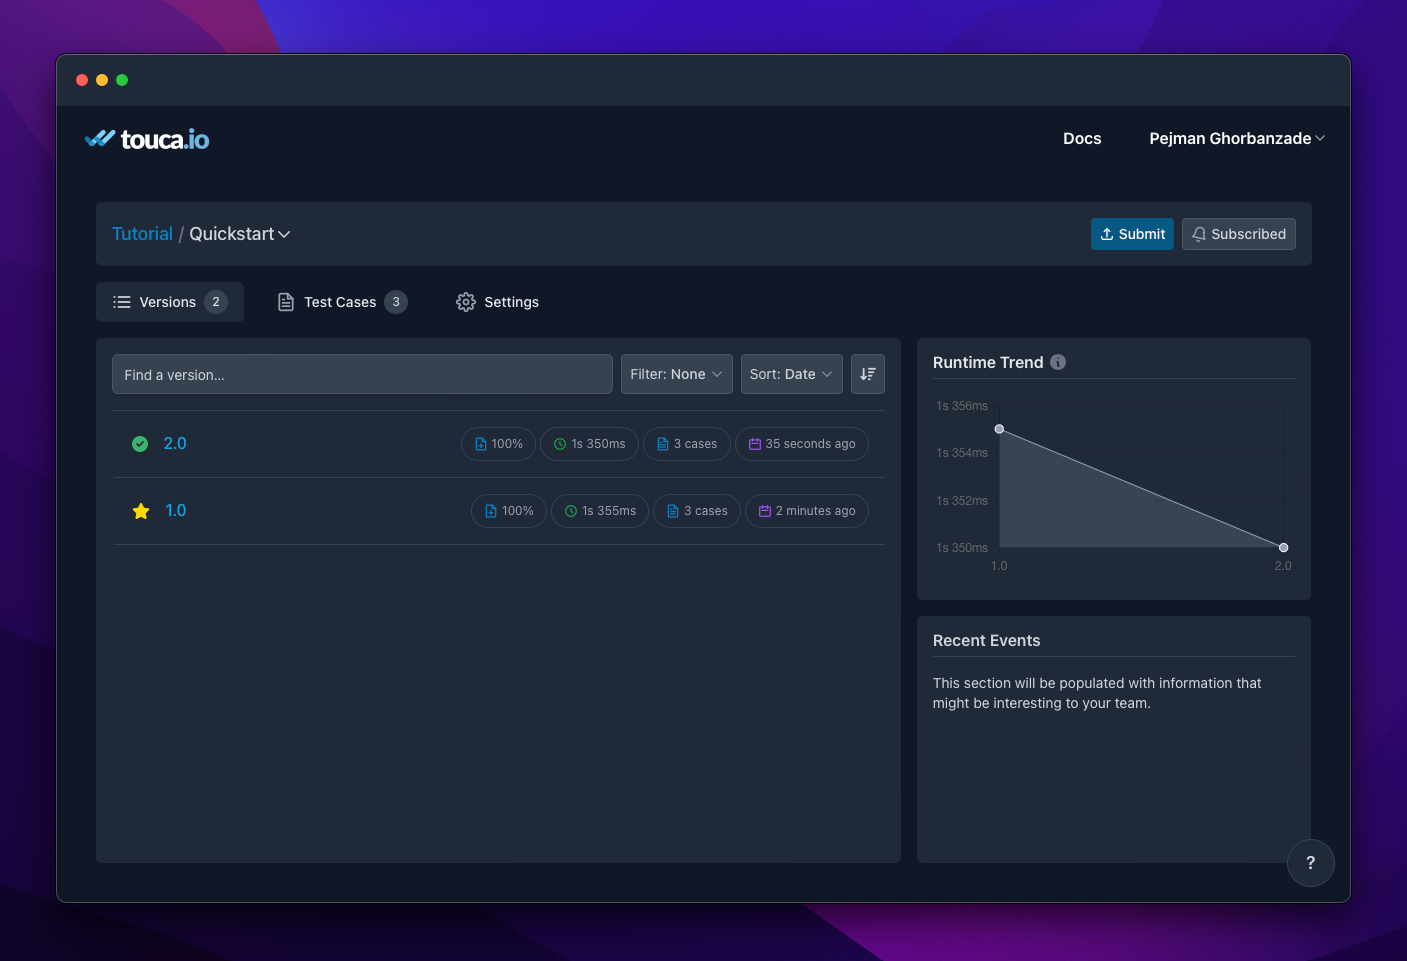 touca.io
Docs
Pejman Ghorbanzade
Tutorial / Quickstart
Submit
Subscribed
Versions 2
Test Cases 3
Settings
Find a version...
Filter: None
Sort: Date
2.0
100%
1s 350ms
3 cases
35 seconds ago
1.0
100%
1s 355ms
3 cases
2 minutes ago
Runtime Trend
1s 356ms
1s 354ms
1s 352ms
1s 350ms
1.0
2.0
Recent Events
This section will be populated with information that
might be interesting to your team.
?